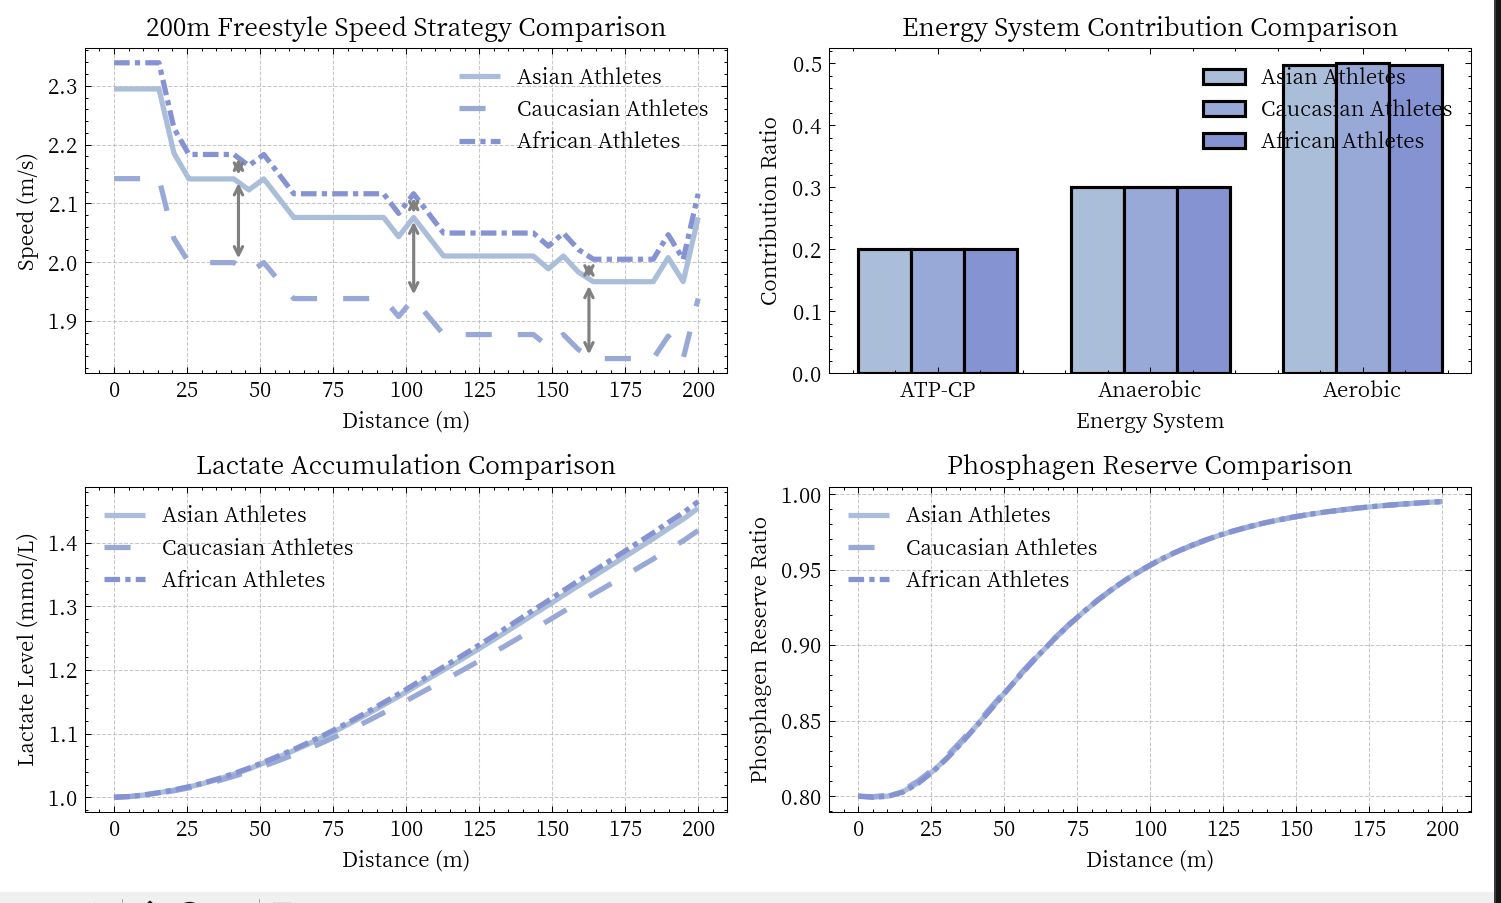 200m Freestyle Speed Strategy Comparison
Speed (m/s)
2.3
2.2
2.1
2.0
1.9
Asian Athletes
Caucasian Athletes
African Athletes
0 25 50 75 100 125 150 175 200
Distance (m)
Energy System Contribution Comparison
Contribution Ratio
0.5
0.4
0.3
0.2
0.1
0.0
Asian Athletes
Caucasian Athletes
African Athletes
ATP-CP Anaerobic Aerobic
Energy System
Lactate Accumulation Comparison
Lactate Level (mmol/L)
1.4
1.3
1.2
1.1
1.0
Asian Athletes
Caucasian Athletes
African Athletes
0 25 50 75 100 125 150 175 200
Distance (m)
Phosphagen Reserve Comparison
Phosphagen Reserve Ratio
1.00
0.95
0.90
0.85
0.80
Asian Athletes
Caucasian Athletes
African Athletes
0 25 50 75 100 125 150 175 200
Distance (m)